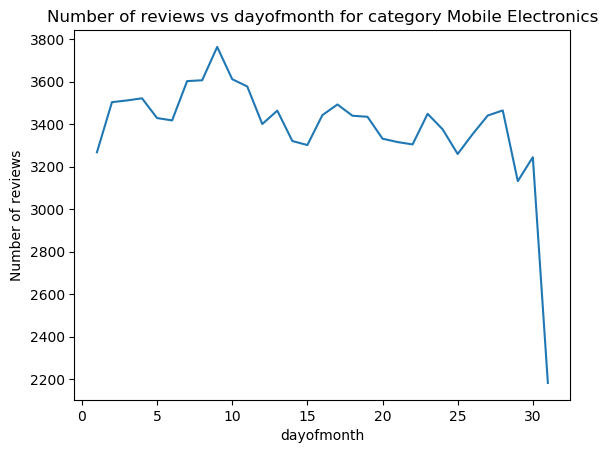 Number of reviews vs dayofmonth for category Mobile Electronics
3800
3600
3400
3200
3000
2800
2600
2400
2200
Number of reviews
0 5 10 15 20 25 30
dayofmonth